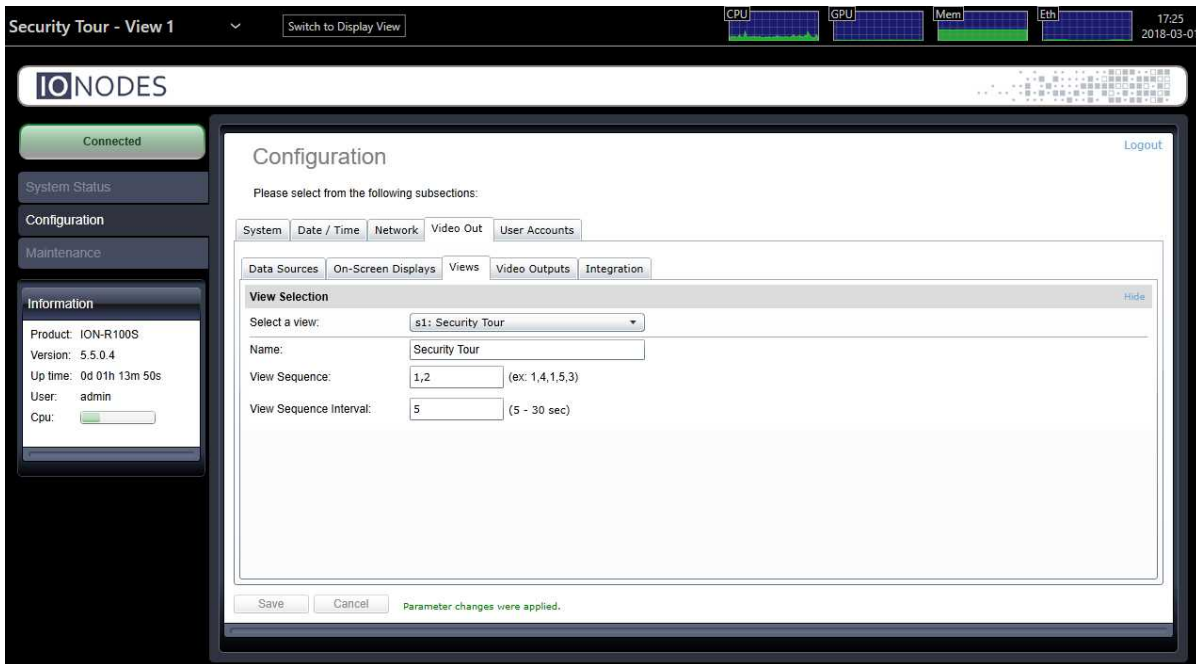 Security Tour - View 1
Switch to Display View
CPU
GPU
Mem
Eth
17:25
2018-03-01
IONODES
Connected
System Status
Configuration
Maintenance
Information
Product: ION-R100S
Version: 5.5.0.4
Up time: 0d 01h 13m 50s
User: admin
Cpu:
Logout
Configuration
Please select from the following subsections:
System Date / Time Network Video Out User Accounts
Data Sources On-Screen Displays Views Video Outputs Integration
View Selection Hide
Select a view: s1: Security Tour
Name: Security Tour
View Sequence: 1,2 (ex: 1,4,1,5,3)
View Sequence Interval: 5 (5 - 30 sec)
Save Cancel Parameter changes were applied.